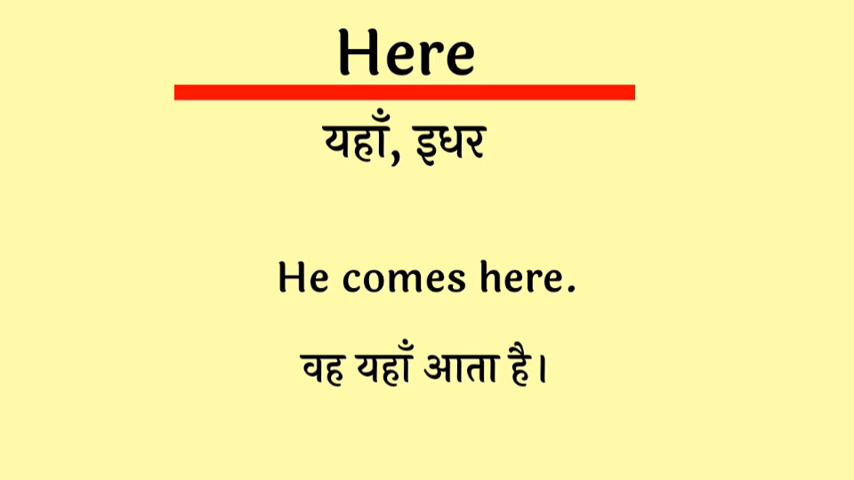 Here
यहाँ, इधर
He comes here.
वह यहाँ आता है।